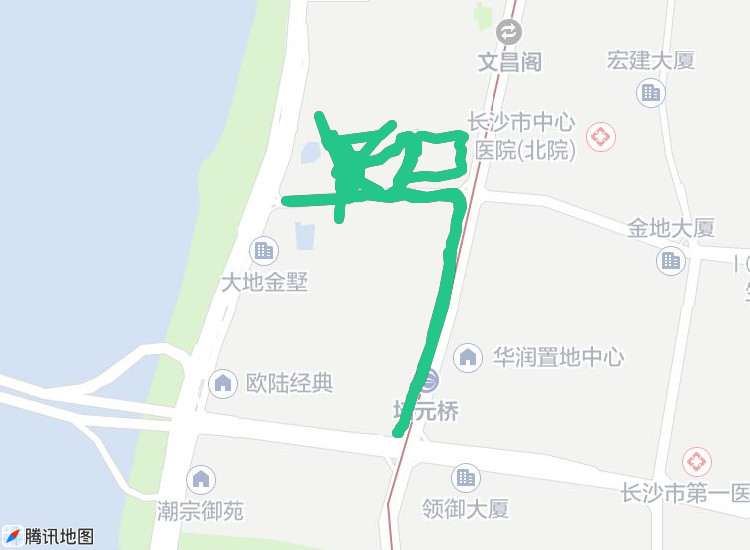 文昌阁
宏建大厦
长沙市中心
医院(北院)
金地大厦
大地金墅
华润置地中心
欧陆经典
元桥
长沙市第一医
潮宗御苑
领御大厦
腾讯地图